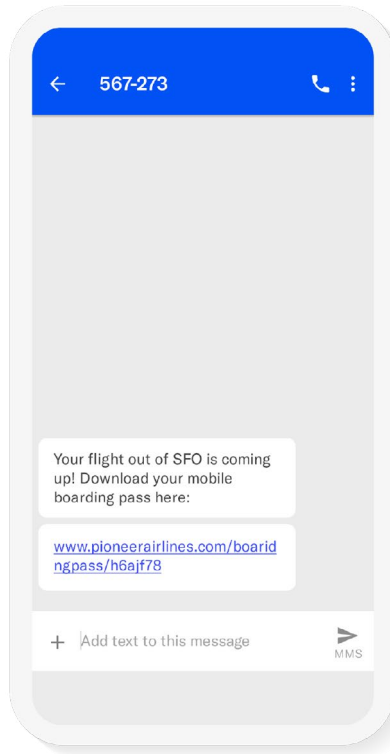 567-273
Your flight out of SFO is coming
up! Download your mobile
boarding pass here:
www.pioneerairlines.com/boarid
ngpass/h6ajf78
Add text to this message
MMS